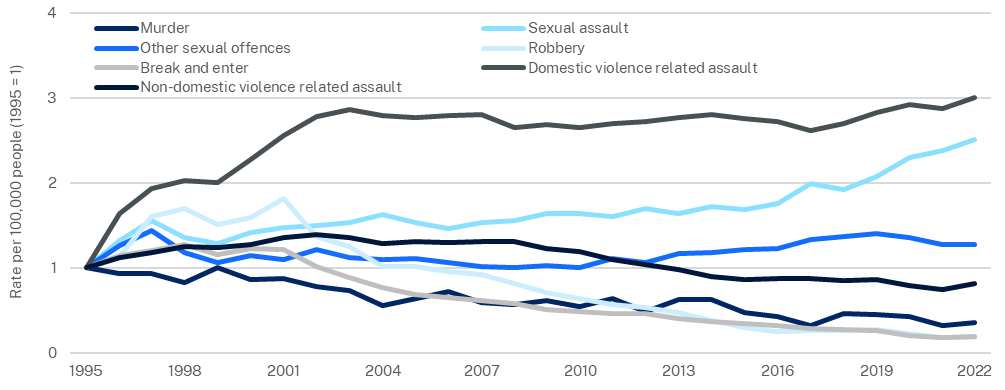 4
Murder
Sexual assault
Other sexual offences
Robbery
Break and enter
Domestic violence related assault
Non-domestic violence related assault
3
2
1
0
Rate per 100,000 people (1995 = 1)
1995 1998 2001 2004 2007 2010 2013 2016 2019 2022